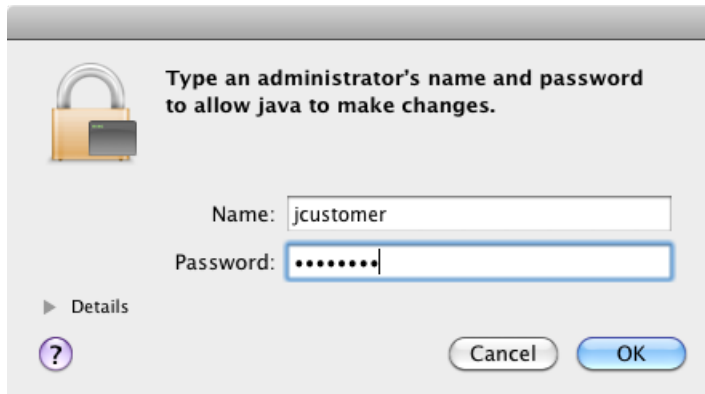 Type an administrator's name and password
to allow java to make changes.
Name: jcustomer
Password: ••••••••
Details
?
Cancel OK